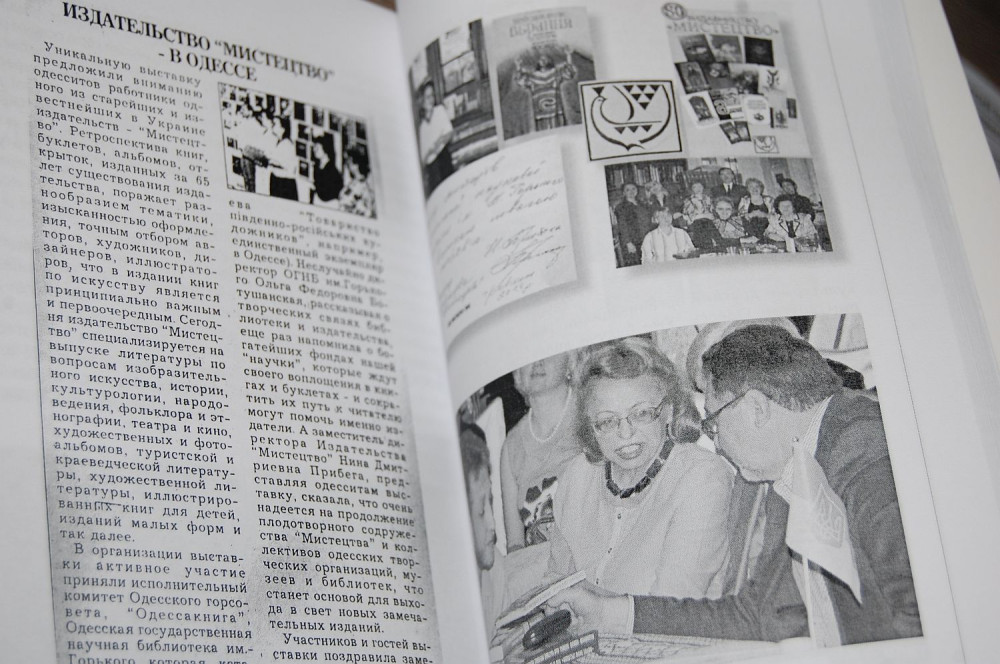 ИЗДАТЕЛЬСТВО "МИСТЕЦТВО"
- В ОДЕССЕ
Уникальную выставку
предложили вниманию
одесситов работники од-
ного из старейших и из-
вестнейших в Украине
издательств - "Мистецт-
во". Ретроспектива книг,
буклетов, альбомов, от-
крыток, изданных за 65
лет существования изда-
тельства, поражает раз-
нообразием тематики,
изысканностью оформле-
ния, точным отбором ав-
торов, художников, ди-
зайнеров, иллюстрато-
ров, что в издании книг
по искусству является
принципиально важным
и первоочередным. Сегод-
ня издательство "Мистец-
тво" специализируется на
выпуске литературы по
вопросам изобразитель-
ного искусства, истории,
культурологии, народо-
ведения, фольклора и эт-
нографии, театра и кино,
художественных и фото-
альбомов, туристской и
краеведческой литерату-
ры, художественной ли-
тературы, иллюстриро-
ванных книг для детей,
изданий малых форм и
так далее.
В организации выстав-
ки активное участие
приняли исполнительный
комитет Одесского горсо-
вета, "Одессакнига",
Одесская государственная
научная библиотека им.
Горького, которая
ева "Товариство
південно-російських ху-
дожников", например,
единственный экземпляр
в Одессе). Неслучайно ди-
ректор ОГНБ им.Горько-
го Ольга Федоровна Бо-
тушанская, рассказывая о
творческих связях биб-
лиотеки и издательства,
еще раз напомнила о бо-
гатейших фондах нашей
"научки", которые ждут
своего воплощения в кни-
гах и буклетах - и сокра-
тить их путь к читателю
могут помочь именно из-
датели. А заместитель ди-
ректора Издательства
"Мистецтво" Нина Дмит-
риевна Прибега, пред-
ставляя одесситам выс-
тавку, сказала, что очень
надеется на продолжение
плодотворного содруже-
ства "Мистецтва" и кол-
лективов одесских твор-
ческих организаций, му-
зеев и библиотек, что
станет основой для выхо-
да в свет новых замеча-
тельных изданий.
Участников и гостей вы-
ставки поздравила заме-
МИСТЕЦТВО